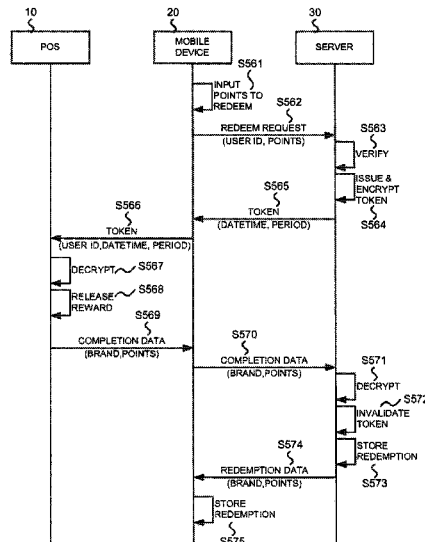 10
20
30
POS
MOBILE
DEVICE
SERVER
S561
INPUT
POINTS TO
REDEEM
S562
REDEEM REQUEST
(USER ID, POINTS)
S563
VERIFY
ISSUE &
ENCRYPT
TOKEN
S564
S565
TOKEN
(DATETIME, PERIOD)
S566
TOKEN
(USER ID,DATETIME, PERIOD)
DECRYPT
S567
RELEASE
REWARD
S568
S569
COMPLETION DATA
(BRAND,POINTS)
S570
COMPLETION DATA
(BRAND,POINTS)
S571
DECRYPT
S572
INVALIDATE
TOKEN
STORE
REDEMPTION
S573
S574
REDEMPTION DATA
(BRAND,POINTS)
STORE
REDEMPTION
S575